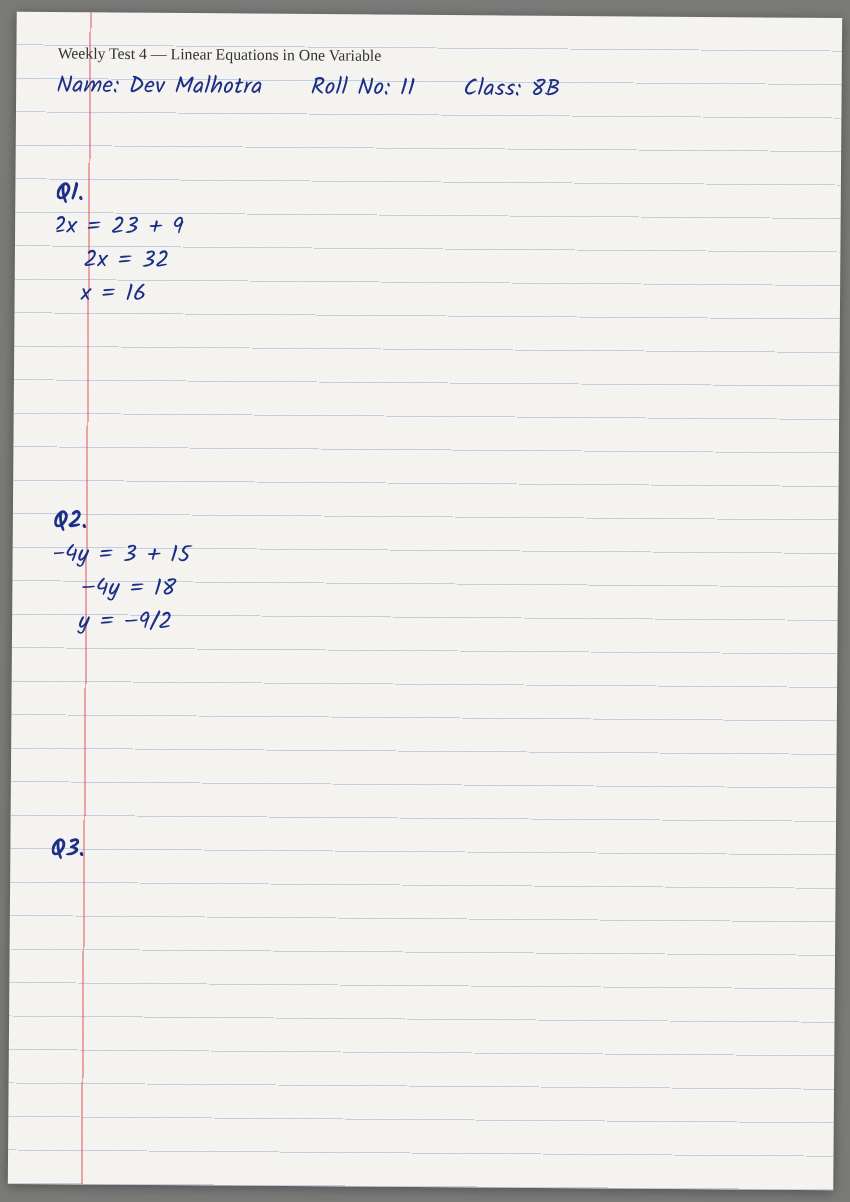 Weekly Test 4 — Linear Equations in One Variable
Name: Dev Malhotra Roll No: 11 Class: 8B
Q1.
2x = 23 + 9
2x = 32
x = 16
Q2.
-4y = 3 + 15
-4y = 18
y = -9/2
Q3.